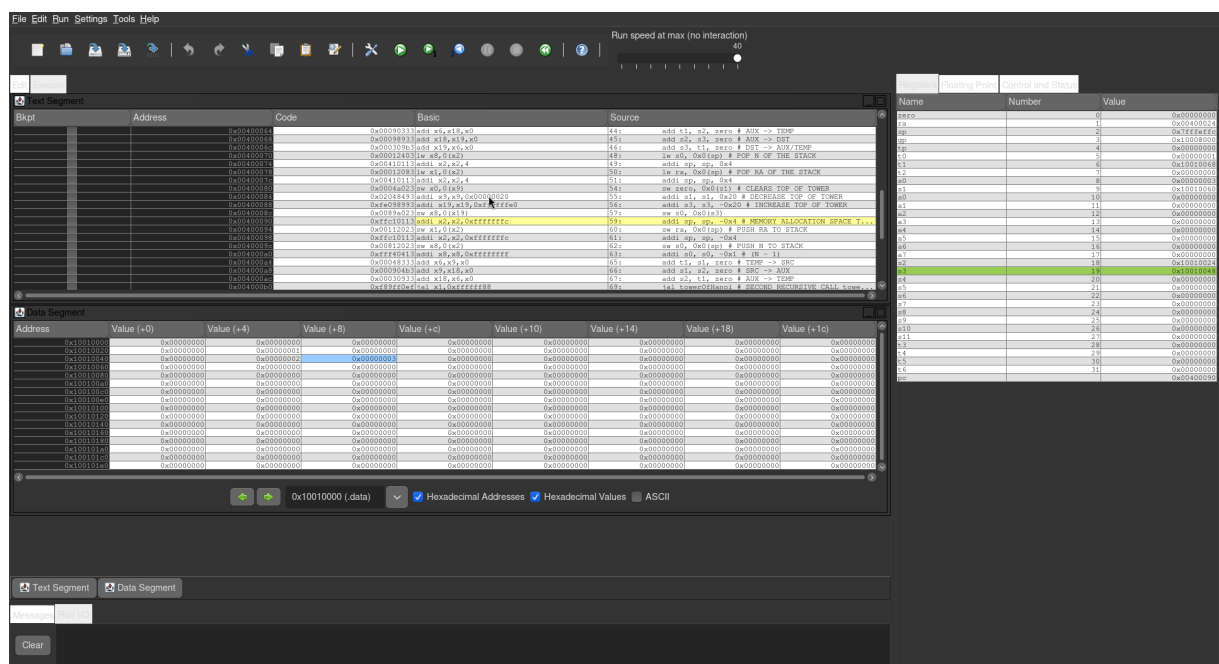 File Edit Run Settings Tools Help
Run speed at max (no interaction)
40
Edit Execute
Text Segment
Bkpt Address Code Basic Source
0x00400064 0x00090333 add x6,x18,x0 44: add t1, s2, zero # AUX -> TEMP
0x00400068 0x00098933 add x18,x19,x0 45: add s2, s3, zero # AUX -> DST
0x0040006c 0x000309b3 add x19,x6,x0 46: add s3, t1, zero # DST -> AUX/TEMP
0x00400070 0x00012403 lw x8,0(x2) 48: lw s0, 0x0(sp) # POP N OF THE STACK
0x00400074 0x00410113 addi x2,x2,4 49: addi sp, sp, 0x4
0x00400078 0x00012083 lw x1,0(x2) 50: lw ra, 0x0(sp) # POP RA OF THE STACK
0x0040007c 0x00410113 addi x2,x2,4 51: addi sp, sp, 0x4
0x00400080 0x0004a023 sw x0,0(x9) 54: sw zero, 0x0(s1) # CLEARS TOP OF TOWER
0x00400084 0x02048493 addi x9,x9,0x00000020 55: addi s1, s1, 0x20 # DECREASE TOP OF TOWER
0x00400088 0xfe098993 addi x19,x19,0xffffffe0 56: addi s3, s3, -0x20 # INCREASE TOP OF TOWER
0x0040008c 0x0089a023 sw x8,0(x19) 57: sw s0, 0x0(s3)
0x00400090 0xffc10113 addi x2,x2,0xfffffffc 59: addi sp, sp, -0x4 # MEMORY ALLOCATION SPACE T...
0x00400094 0x00112023 sw x1,0(x2) 60: sw ra, 0x0(sp) # PUSH RA TO STACK
0x00400098 0xffc10113 addi x2,x2,0xfffffffc 61: addi sp, sp, -0x4
0x0040009c 0x00812023 sw x8,0(x2) 62: sw s0, 0x0(sp) # PUSH N TO STACK
0x004000a0 0xfff40413 addi x8,x8,0xffffffff 63: addi s0, s0, -0x1 # (N - 1)
0x004000a4 0x00048333 add x6,x9,x0 65: add t1, s1, zero # TEMP -> SRC
0x004000a8 0x000904b3 add x9,x18,x0 66: add s1, s2, zero # SRC -> AUX
0x004000ac 0x00030933 add x18,x6,x0 67: add s2, t1, zero # AUX -> TEMP
0x004000b0 0xf89ff0ef jal x1,0xffffff88 69: jal towerOfHanoi # SECOND RECURSIVE CALL towe...
Data Segment
Address Value (+0) Value (+4) Value (+8) Value (+c) Value (+10) Value (+14) Value (+18) Value (+1c)
0x10010000 0x00000000 0x00000000 0x00000000 0x00000000 0x00000000 0x00000000 0x00000000 0x00000000
0x10010020 0x00000000 0x00000001 0x00000000 0x00000000 0x00000000 0x00000000 0x00000000 0x00000000
0x10010040 0x00000000 0x00000002 0x00000003 0x00000000 0x00000000 0x00000000 0x00000000 0x00000000
0x10010060 0x00000000 0x00000000 0x00000000 0x00000000 0x00000000 0x00000000 0x00000000 0x00000000
0x10010080 0x00000000 0x00000000 0x00000000 0x00000000 0x00000000 0x00000000 0x00000000 0x00000000
0x100100a0 0x00000000 0x00000000 0x00000000 0x00000000 0x00000000 0x00000000 0x00000000 0x00000000
0x100100c0 0x00000000 0x00000000 0x00000000 0x00000000 0x00000000 0x00000000 0x00000000 0x00000000
0x100100e0 0x00000000 0x00000000 0x00000000 0x00000000 0x00000000 0x00000000 0x00000000 0x00000000
0x10010100 0x00000000 0x00000000 0x00000000 0x00000000 0x00000000 0x00000000 0x00000000 0x00000000
0x10010120 0x00000000 0x00000000 0x00000000 0x00000000 0x00000000 0x00000000 0x00000000 0x00000000
0x10010140 0x00000000 0x00000000 0x00000000 0x00000000 0x00000000 0x00000000 0x00000000 0x00000000
0x10010160 0x00000000 0x00000000 0x00000000 0x00000000 0x00000000 0x00000000 0x00000000 0x00000000
0x10010180 0x00000000 0x00000000 0x00000000 0x00000000 0x00000000 0x00000000 0x00000000 0x00000000
0x100101a0 0x00000000 0x00000000 0x00000000 0x00000000 0x00000000 0x00000000 0x00000000 0x00000000
0x100101c0 0x00000000 0x00000000 0x00000000 0x00000000 0x00000000 0x00000000 0x00000000 0x00000000
0x100101e0 0x00000000 0x00000000 0x00000000 0x00000000 0x00000000 0x00000000 0x00000000 0x00000000
0x10010000 (.data) Hexadecimal Addresses Hexadecimal Values ASCII
Text Segment Data Segment
Messages Run I/O
Clear
Registers Floating Point Control and Status
Name Number Value
zero 0 0x00000000
ra 1 0x00400024
sp 2 0x7fffeffc
gp 3 0x10008000
tp 4 0x00000000
t0 5 0x00000001
t1 6 0x10010068
t2 7 0x00000000
s0 8 0x00000003
s1 9 0x10010060
a0 10 0x00000000
a1 11 0x00000000
a2 12 0x00000000
a3 13 0x00000000
a4 14 0x00000000
a5 15 0x00000000
a6 16 0x00000000
a7 17 0x00000000
s2 18 0x10010024
s3 19 0x10010048
s4 20 0x00000000
s5 21 0x00000000
s6 22 0x00000000
s7 23 0x00000000
s8 24 0x00000000
s9 25 0x00000000
s10 26 0x00000000
s11 27 0x00000000
t3 28 0x00000000
t4 29 0x00000000
t5 30 0x00000000
t6 31 0x00000000
pc 0x00400090